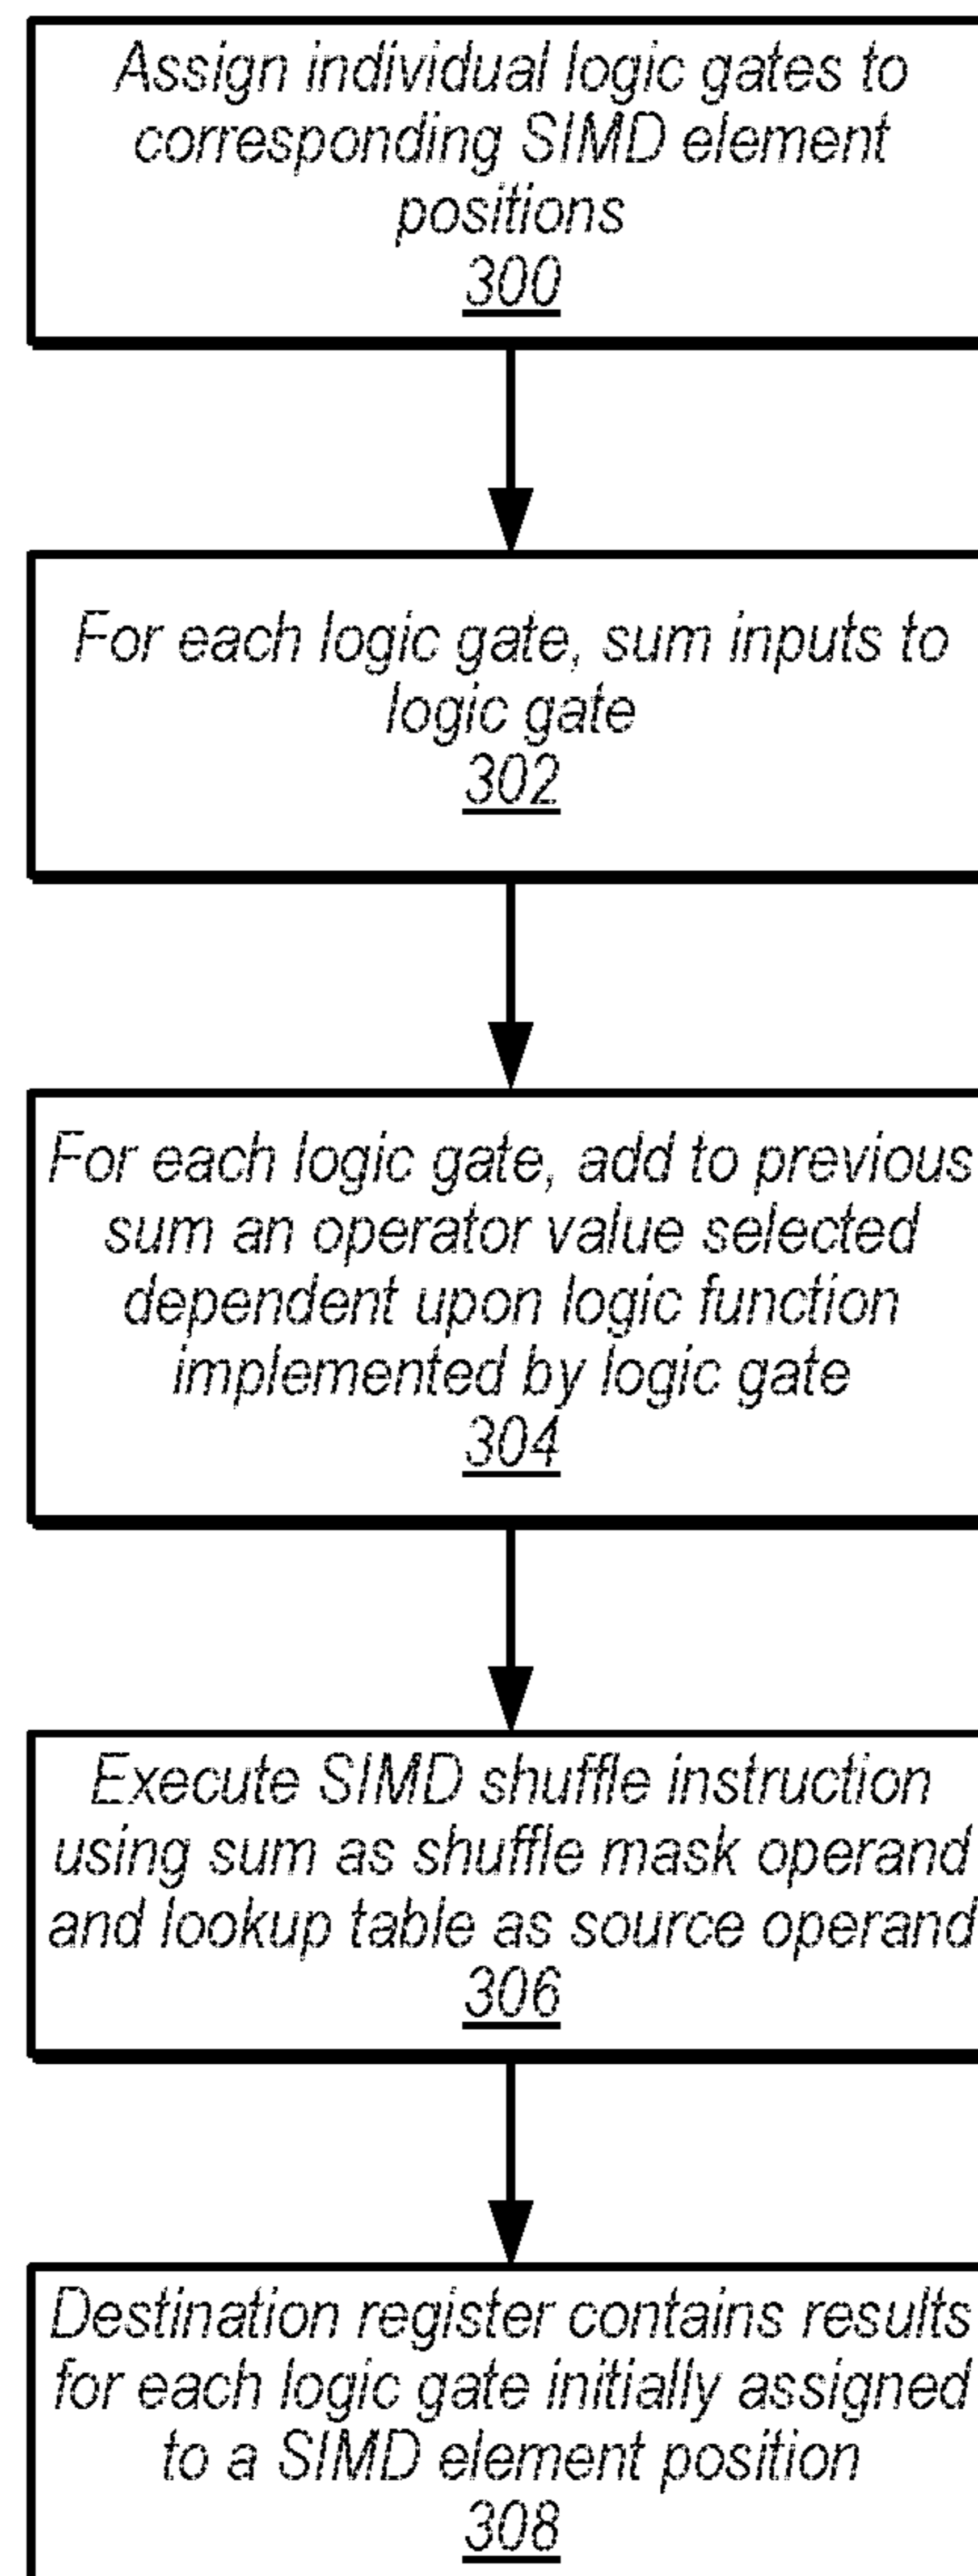 Assign individual logic gates to
corresponding SIMD element
positions
300
For each logic gate, sum inputs to
logic gate
302
For each logic gate, add to previous
sum an operator value selected
dependent upon logic function
implemented by logic gate
304
Execute SIMD shuffle instruction
using sum as shuffle mask operand
and lookup table as source operand
306
Destination register contains results
for each logic gate initially assigned
to a SIMD element position
308